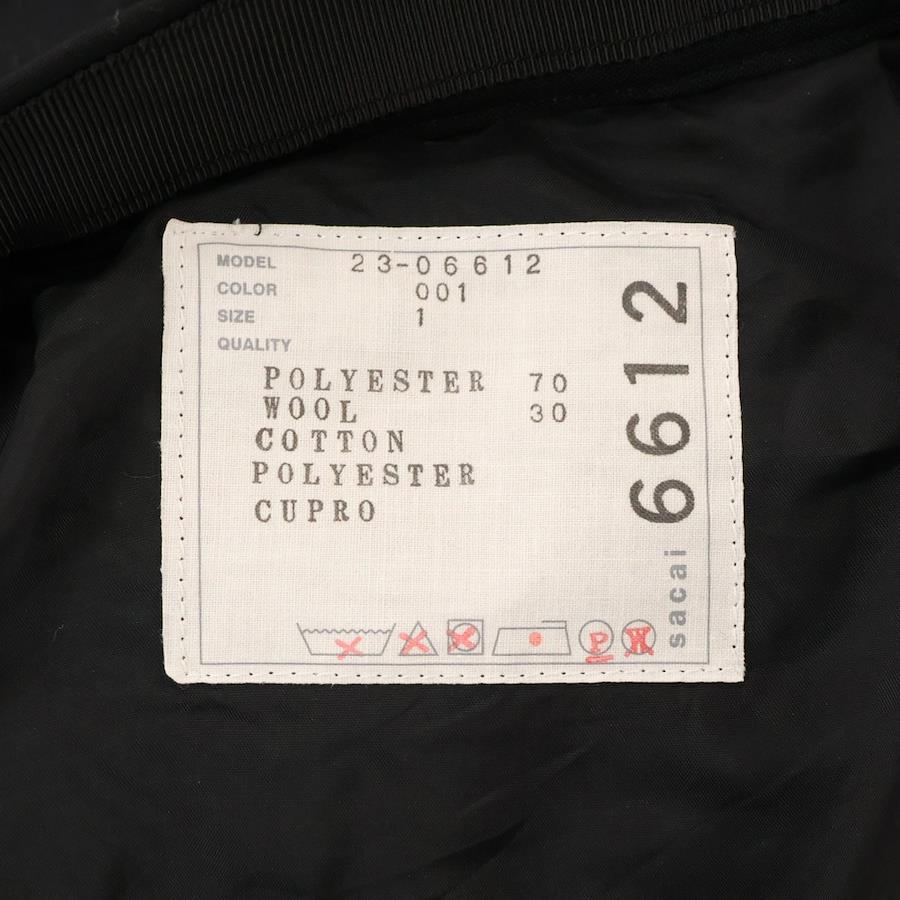 MODEL 23-06612
COLOR 001
SIZE 1
QUALITY
POLYESTER 70
WOOL 30
COTTON
POLYESTER
CUPRO
P W
sacai 6612